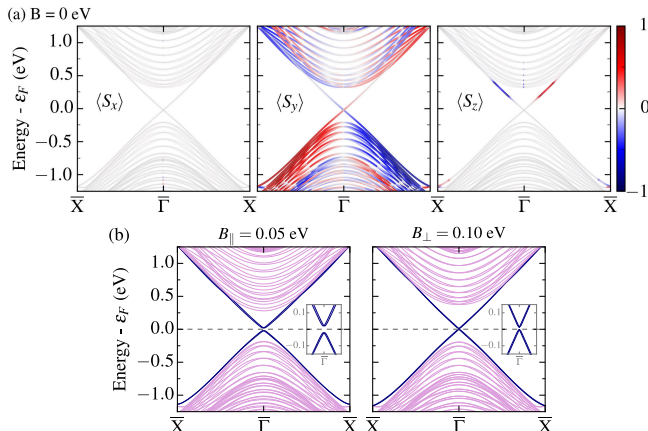 (a) B = 0 eV
Energy - εF (eV)
1.0
0.5
0.0
−0.5
−1.0
⟨Sx⟩
⟨Sy⟩
⟨Sz⟩
X̅ Γ̅ X̅ Γ̅ X̅ Γ̅ X̅
1
0
−1
(b)
B∥ = 0.05 eV
B⊥ = 0.10 eV
Energy - εF (eV)
1.0
0.5
0.0
−0.5
−1.0
0.1
−0.1
Γ̅
0.1
−0.1
Γ̅
X̅ Γ̅ X̅ Γ̅ X̅